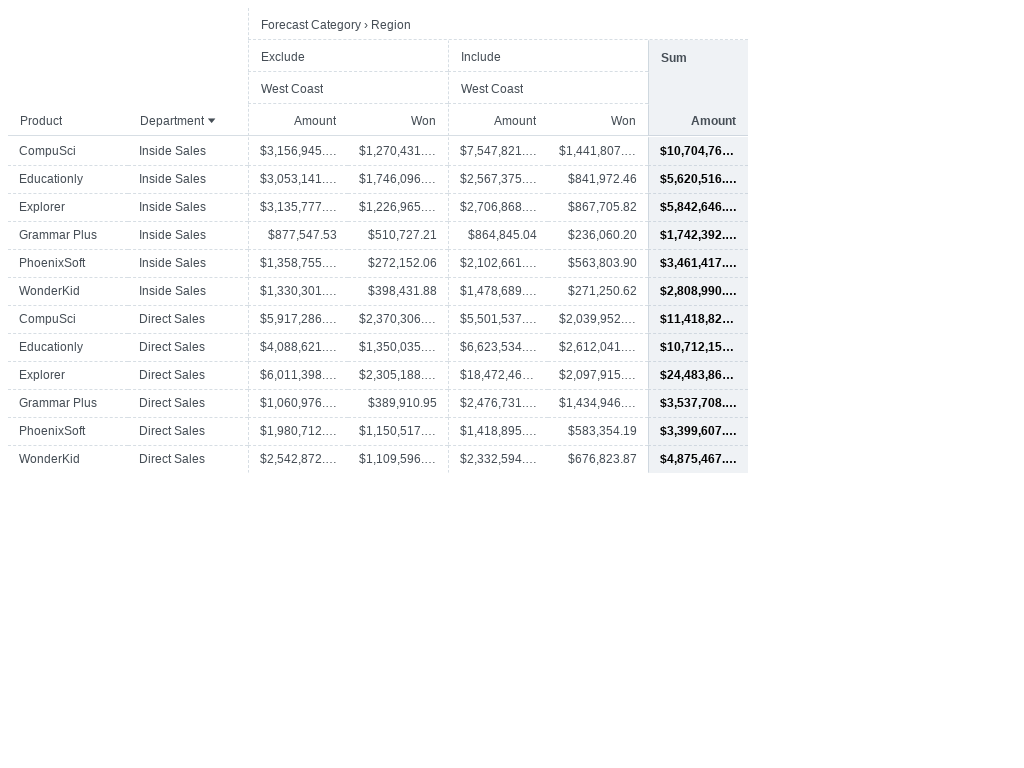 Forecast Category › Region
Exclude Include Sum
West Coast West Coast
Product Department Amount Won Amount Won Amount
CompuSci Inside Sales $3,156,945.… $1,270,431.… $7,547,821.… $1,441,807.… $10,704,76…
Educationly Inside Sales $3,053,141.… $1,746,096.… $2,567,375.… $841,972.46 $5,620,516.…
Explorer Inside Sales $3,135,777.… $1,226,965.… $2,706,868.… $867,705.82 $5,842,646.…
Grammar Plus Inside Sales $877,547.53 $510,727.21 $864,845.04 $236,060.20 $1,742,392.…
PhoenixSoft Inside Sales $1,358,755.… $272,152.06 $2,102,661.… $563,803.90 $3,461,417.…
WonderKid Inside Sales $1,330,301.… $398,431.88 $1,478,689.… $271,250.62 $2,808,990.…
CompuSci Direct Sales $5,917,286.… $2,370,306.… $5,501,537.… $2,039,952.… $11,418,82…
Educationly Direct Sales $4,088,621.… $1,350,035.… $6,623,534.… $2,612,041.… $10,712,15…
Explorer Direct Sales $6,011,398.… $2,305,188.… $18,472,46… $2,097,915.… $24,483,86…
Grammar Plus Direct Sales $1,060,976.… $389,910.95 $2,476,731.… $1,434,946.… $3,537,708.…
PhoenixSoft Direct Sales $1,980,712.… $1,150,517.… $1,418,895.… $583,354.19 $3,399,607.…
WonderKid Direct Sales $2,542,872.… $1,109,596.… $2,332,594.… $676,823.87 $4,875,467.…